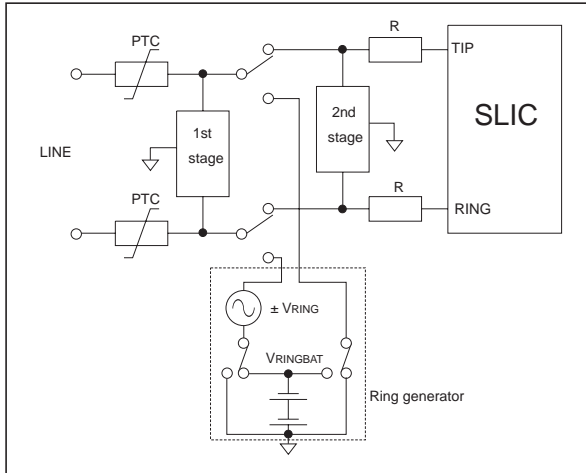 PTC
R
TIP
1st
stage
2nd
stage
SLIC
LINE
PTC
R
RING
± VRING
VRINGBAT
Ring generator